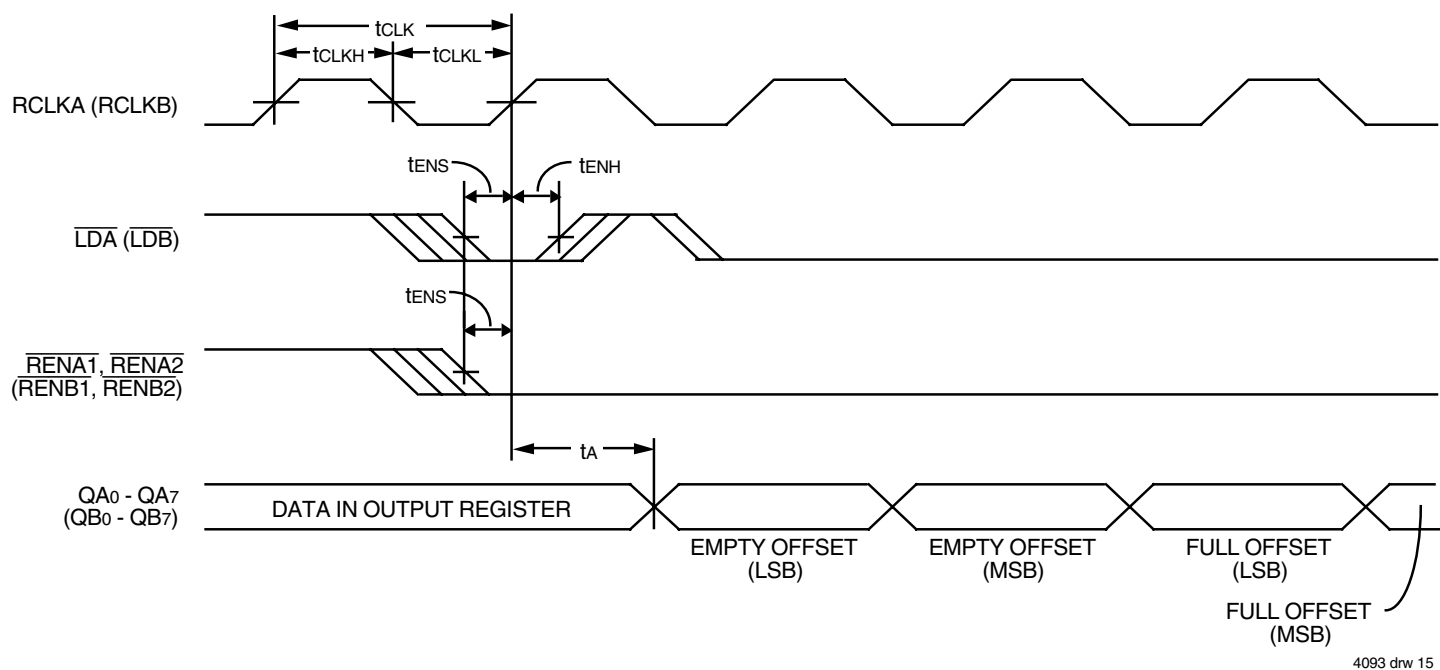 tCLK
tCLKH
tCLKL
RCLKA (RCLKB)
tENS
tENH
LDA (LDB)
tENS
RENA1, RENA2
(RENB1, RENB2)
tA
QA0 - QA7
(QB0 - QB7)
DATA IN OUTPUT REGISTER
EMPTY OFFSET
(LSB)
EMPTY OFFSET
(MSB)
FULL OFFSET
(LSB)
FULL OFFSET
(MSB)
4093 drw 15